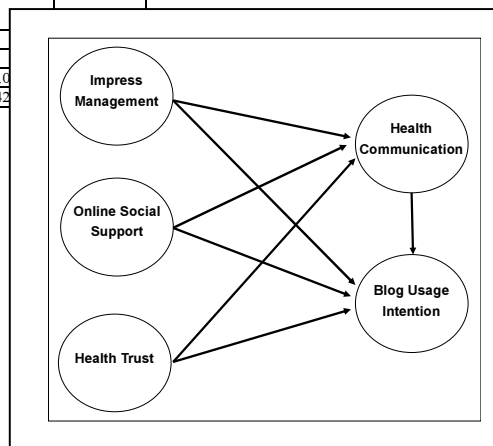 Impress
Management
Health
Communication
Online Social
Support
Blog Usage
Intention
Health Trust